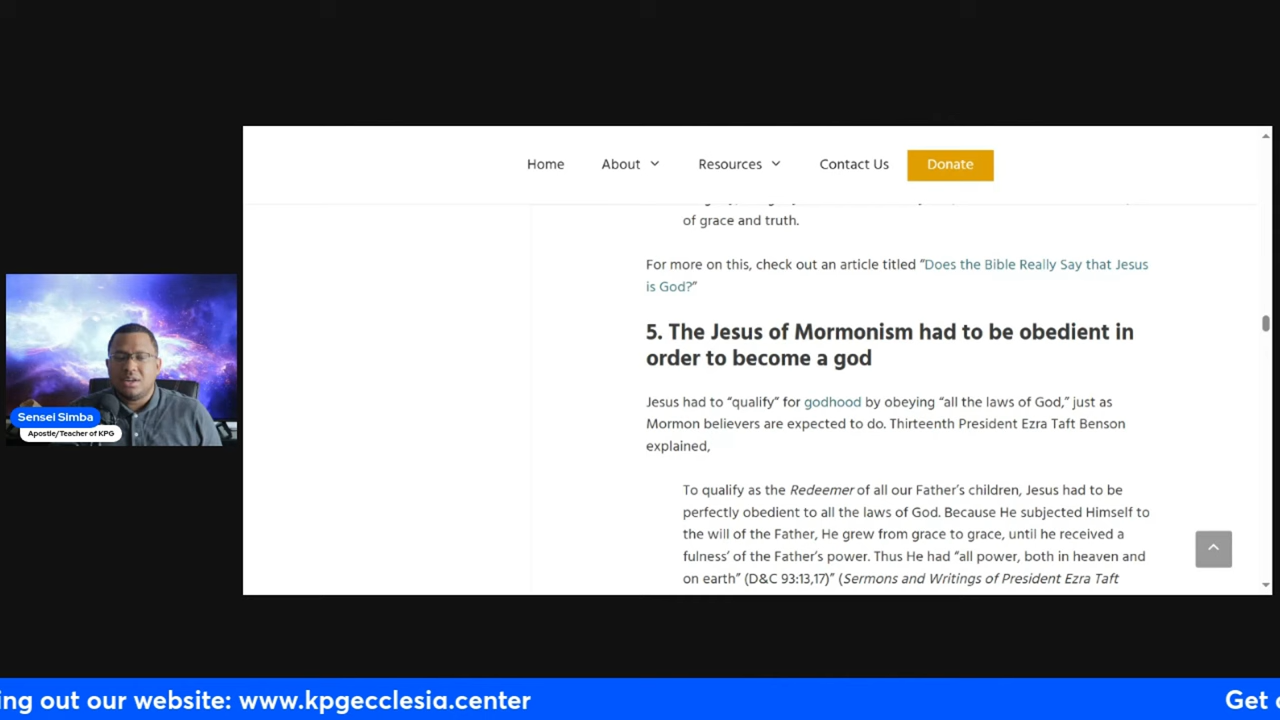 Home About Resources Contact Us Donate
of grace and truth.
For more on this, check out an article titled “Does the Bible Really Say that Jesus
is God?”
5. The Jesus of Mormonism had to be obedient in
order to become a god
Jesus had to “qualify” for godhood by obeying “all the laws of God,” just as
Mormon believers are expected to do. Thirteenth President Ezra Taft Benson
explained,
To qualify as the Redeemer of all our Father’s children, Jesus had to be
perfectly obedient to all the laws of God. Because He subjected Himself to
the will of the Father, He grew from grace to grace, until he received a
fulness’ of the Father’s power. Thus He had “all power, both in heaven and
on earth” (D&C 93:13,17)” (Sermons and Writings of President Ezra Taft
Sensei Simba
Apostle/Teacher of KPG
ing out our website: www.kpgecclesia.center
Get